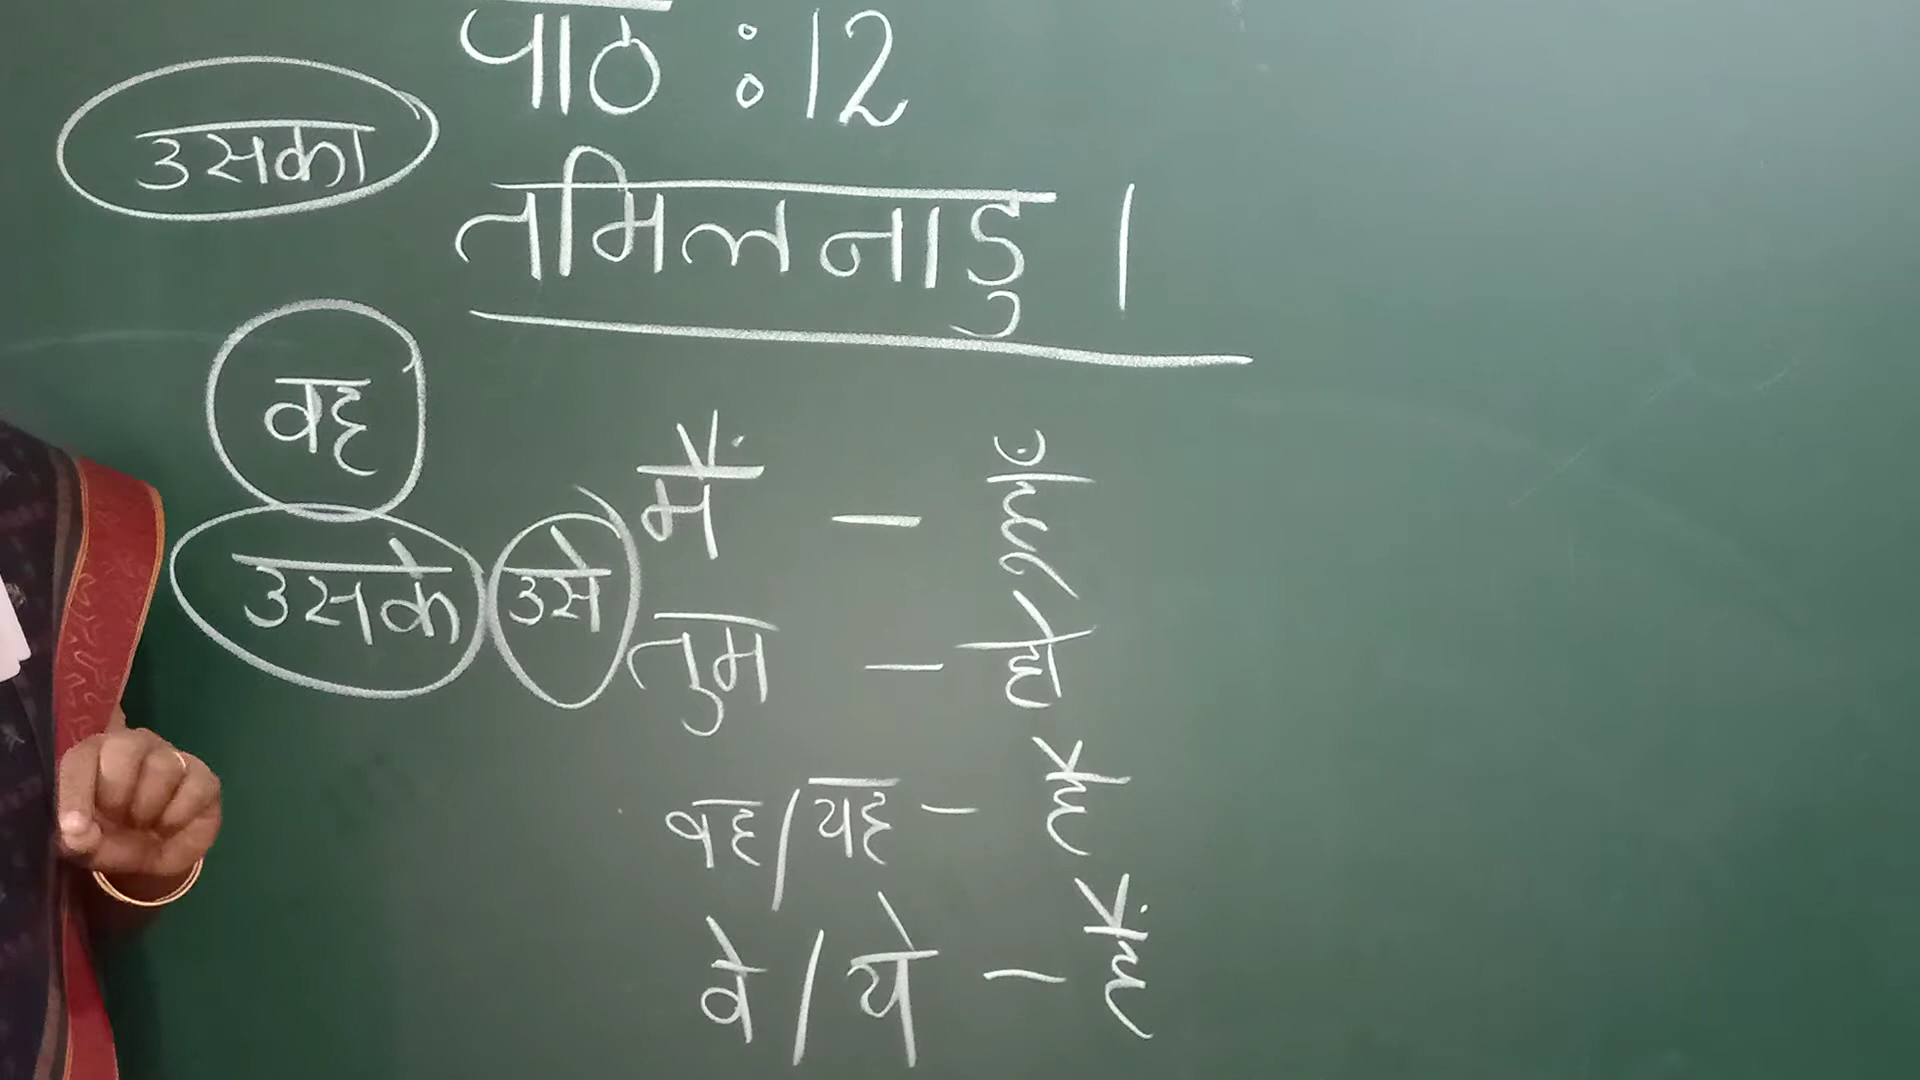 पाठ : 12
उसका
तमिलनाडु ।
वह
मैं - हूँ
उसके उसे
तुम - हो
वह/यह - है
वे/ये - हैं